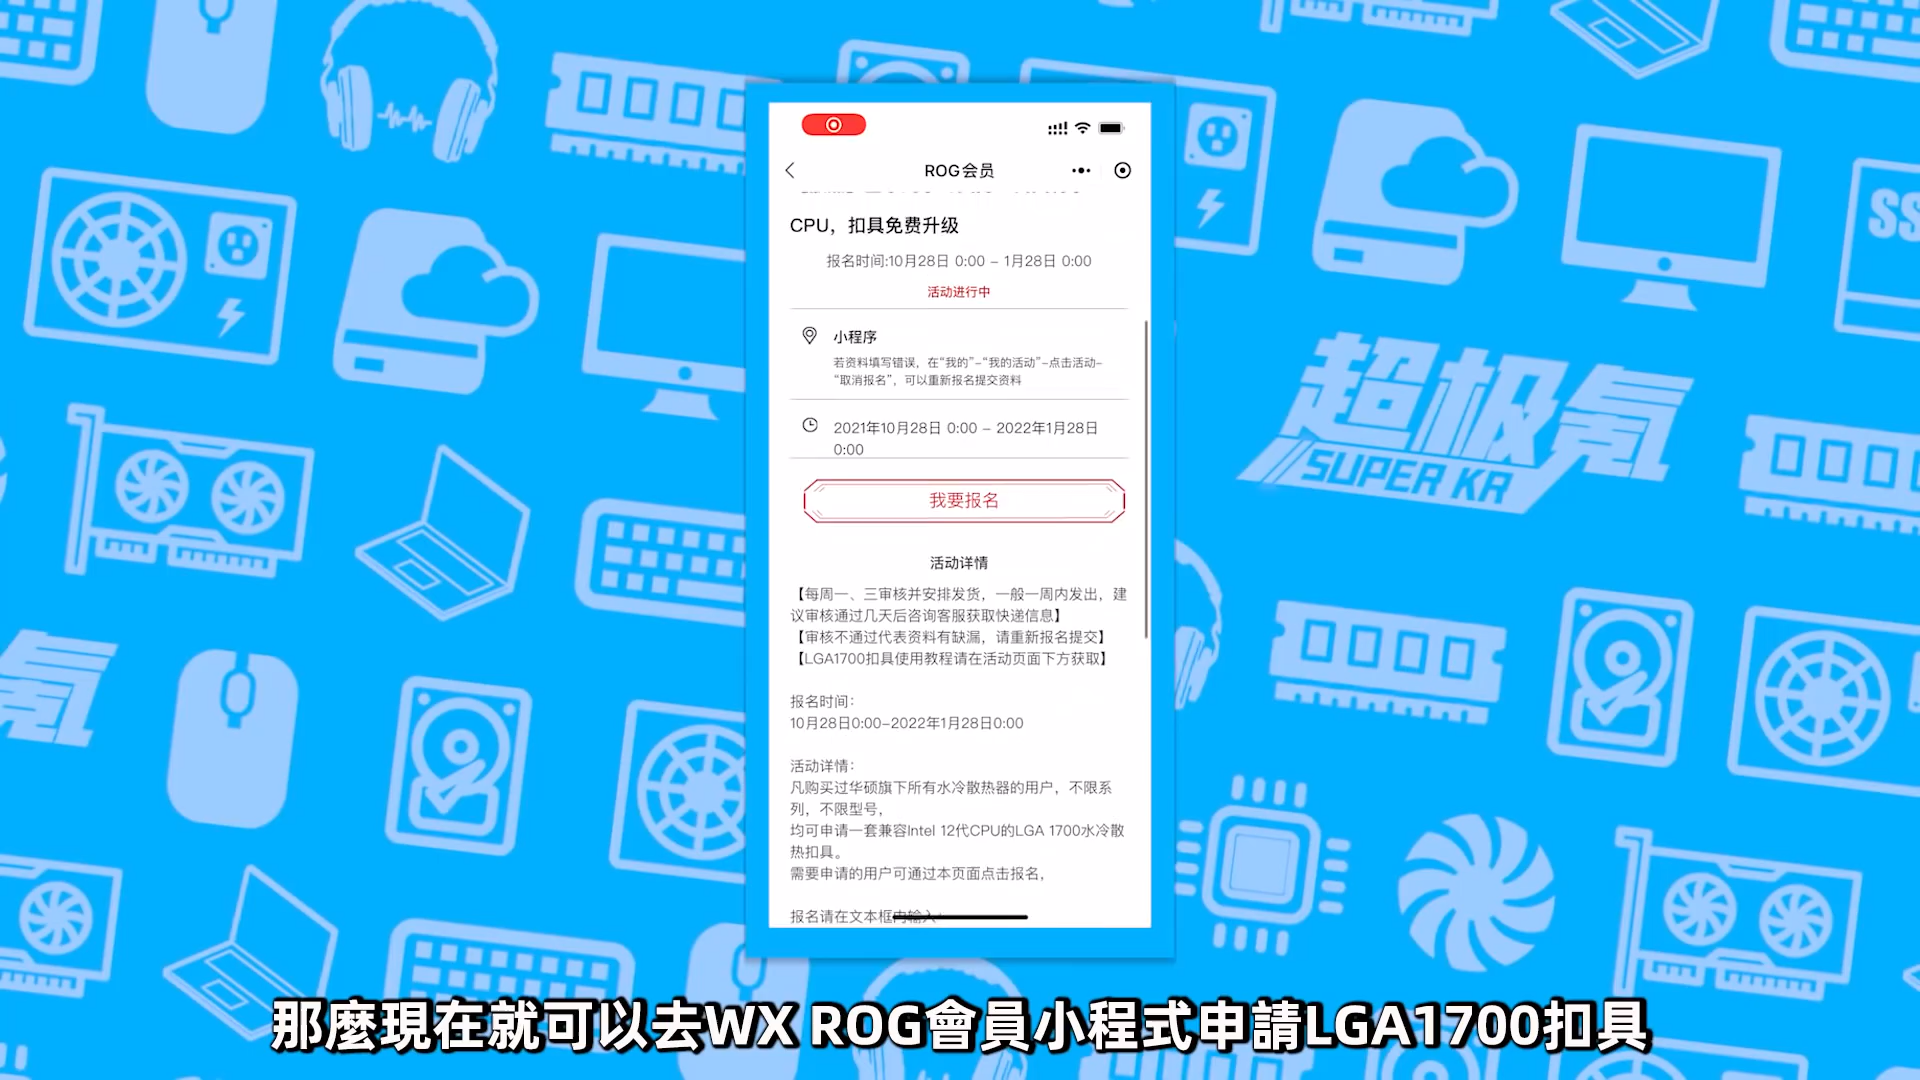 ROG会员
CPU，扣具免费升级
报名时间:10月28日 0:00 – 1月28日 0:00
活动进行中
小程序
若资料填写错误，在“我的”–“我的活动”–点击活动–
“取消报名”，可以重新报名提交资料
2021年10月28日 0:00 – 2022年1月28日
0:00
我要报名
活动详情
【每周一、三审核并安排发货，一般一周内发出，建
议审核通过几天后咨询客服获取快递信息】
【审核不通过代表资料有缺漏，请重新报名提交】
【LGA1700扣具使用教程请在活动页面下方获取】
报名时间：
10月28日0:00–2022年1月28日0:00
活动详情：
凡购买过华硕旗下所有水冷散热器的用户，不限系
列，不限型号，
均可申请一套兼容Intel 12代CPU的LGA 1700水冷散
热扣具。
需要申请的用户可通过本页面点击报名，
报名请在文本框内输入：
超极氪
SUPER KR
SS
氪
那麼現在就可以去WX ROG會員小程式申請LGA1700扣具